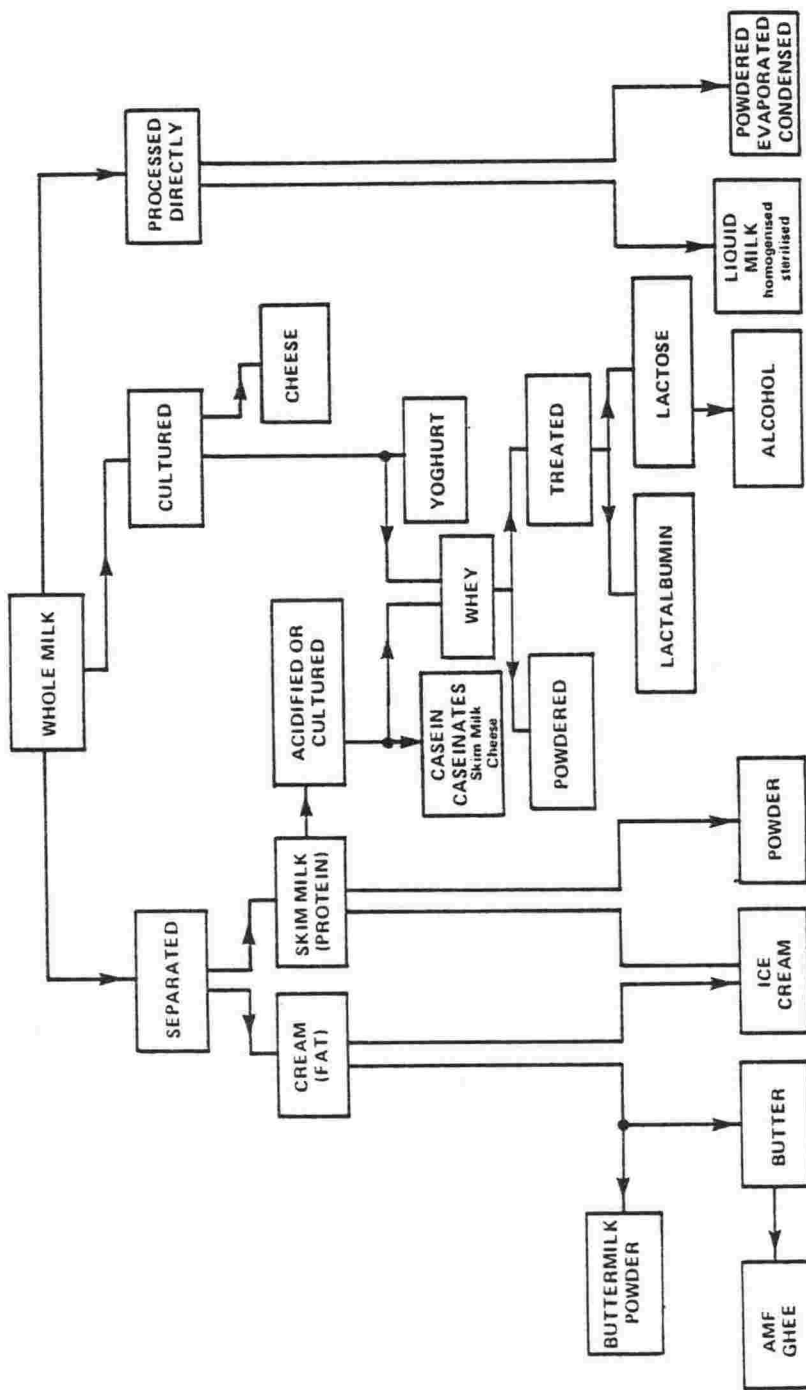 WHOLE MILK
SEPARATED
CULTURED
PROCESSED
DIRECTLY
CREAM
(FAT)
SKIM MILK
(PROTEIN)
ACIDIFIED OR
CULTURED
CHEESE
CASEIN
CASEINATES
Skim Milk
Cheese
WHEY
YOGHURT
POWDERED
TREATED
BUTTERMILK
POWDER
AMF
GHEE
BUTTER
ICE
CREAM
POWDER
LACTALBUMIN
LACTOSE
ALCOHOL
LIQUID
MILK
homogenised
sterilised
POWDERED
EVAPORATED
CONDENSED